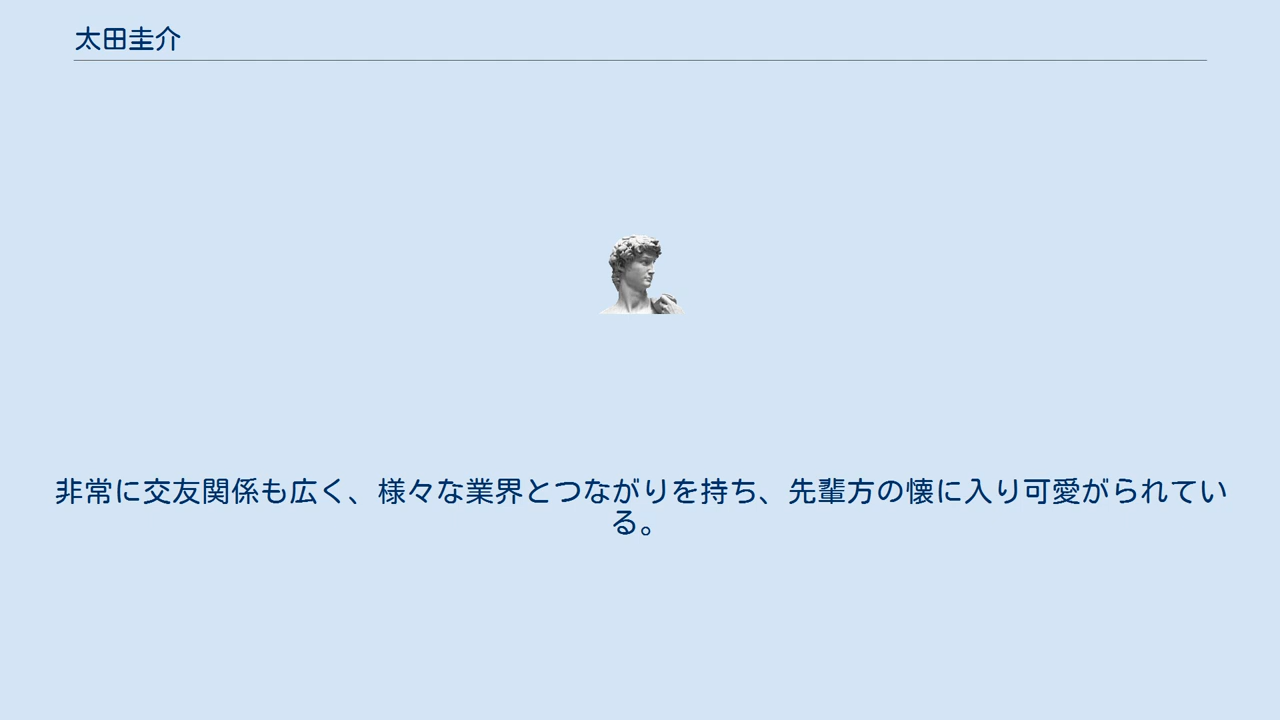 太田圭介
非常に交友関係も広く、様々な業界とつながりを持ち、先輩方の懐に入り可愛がられてい
る。